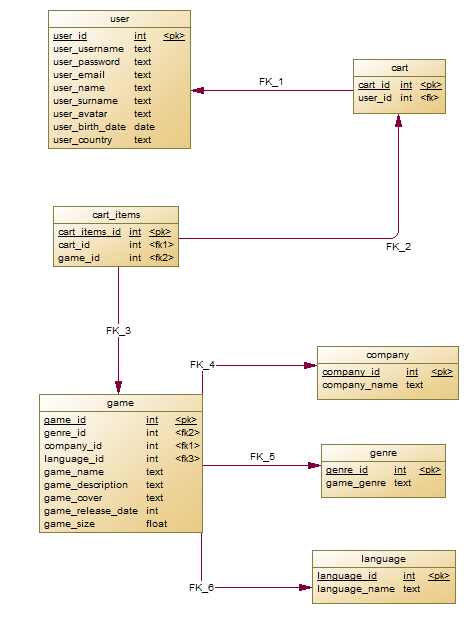 user
user_id int <pk>
user_username text
user_password text
user_email text
user_name text
user_surname text
user_avatar text
user_birth_date date
user_country text
cart
cart_id int <pk>
user_id int <fk>
FK_1
cart_items
cart_items_id int <pk>
cart_id int <fk1>
game_id int <fk2>
FK_2
FK_3
FK_4
company
company_id int <pk>
company_name text
game
game_id int <pk>
genre_id int <fk2>
company_id int <fk1>
language_id int <fk3>
game_name text
game_description text
game_cover text
game_release_date int
game_size float
FK_5
genre
genre_id int <pk>
game_genre text
FK_6
language
language_id int <pk>
language_name text